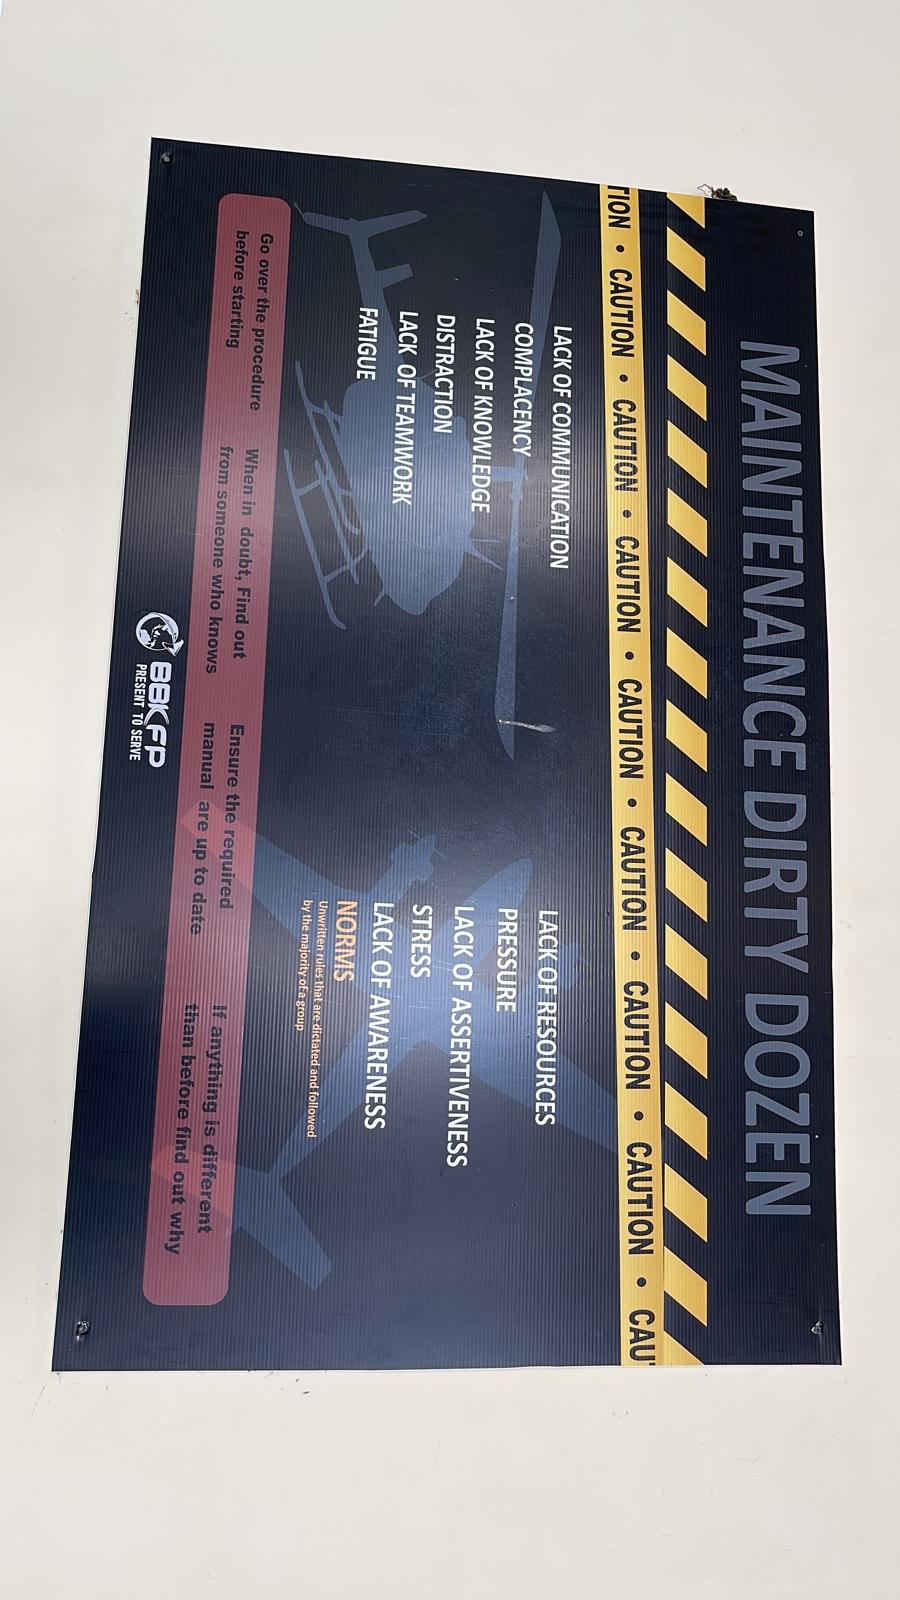 MAINTENANCE DIRTY DOZEN
TION • CAUTION • CAUTION • CAUTION • CAUTION • CAUTION • CAUTION • CAUTION • CAUT
LACK OF COMMUNICATION
COMPLACENCY
LACK OF KNOWLEDGE
DISTRACTION
LACK OF TEAMWORK
FATIGUE
LACK OF RESOURCES
PRESSURE
LACK OF ASSERTIVENESS
STRESS
LACK OF AWARENESS
NORMS
Unwritten rules that are dictated and followed
by the majority of a group
Go over the procedure
before starting
When in doubt, Find out
from someone who knows
Ensure the required
manual are up to date
If anything is different
than before find out why
88KFP
PRESENT TO SERVE